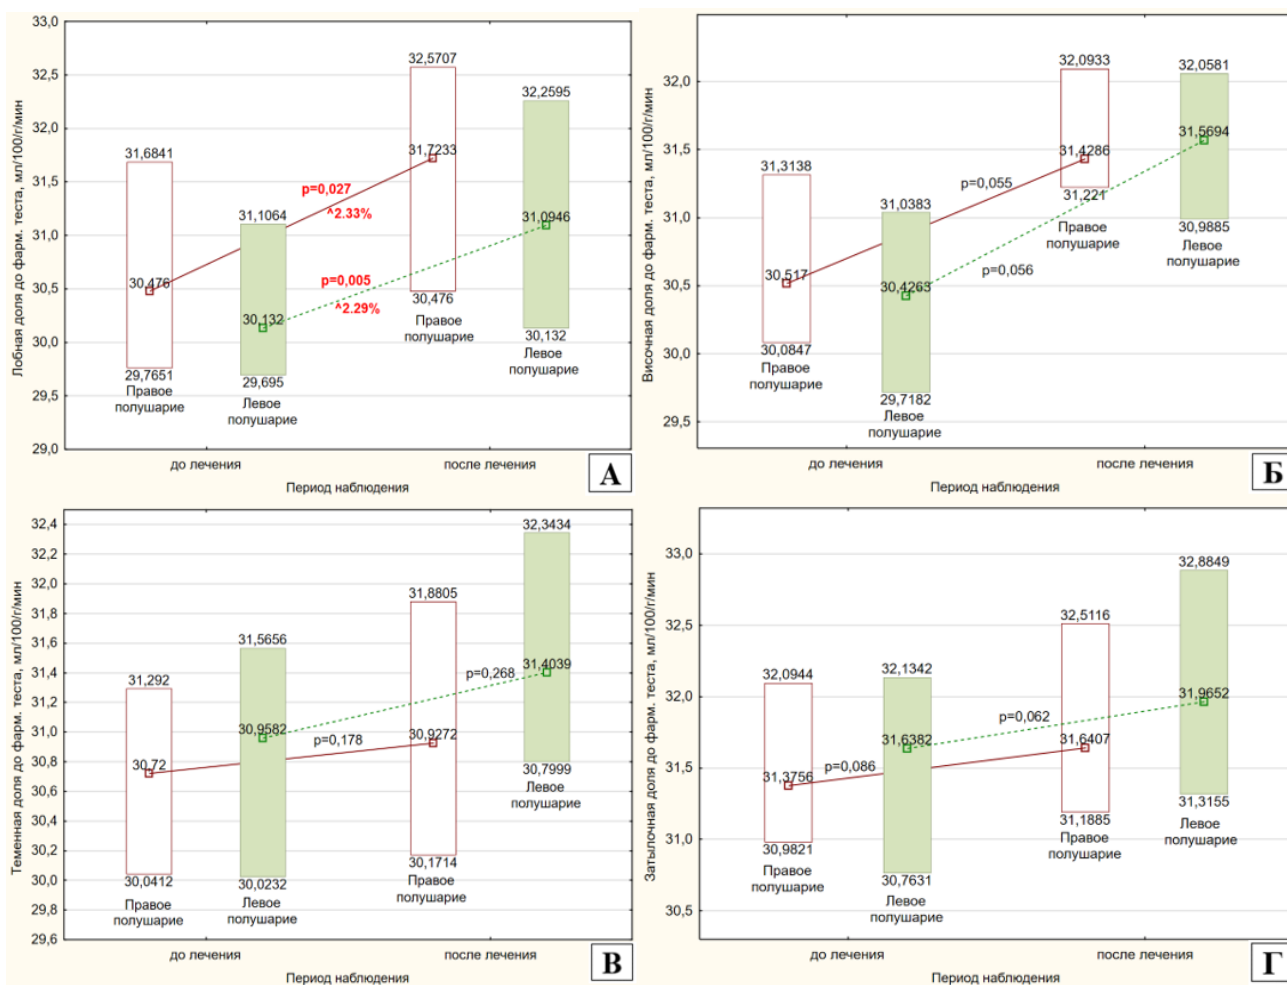 Лобная доля до фарм. теста, мл/100/г/мин
33,0
32,5
32,0
31,5
31,0
30,5
30,0
29,5
29,0
31,6841
30,476
29,7651
Правое
полушарие
31,1064
30,132
29,695
Левое
полушарие
p=0,027
^2.33%
p=0,005
^2.29%
32,5707
31,7233
30,476
Правое
полушарие
32,2595
31,0946
30,132
Левое
полушарие
до лечения
после лечения
Период наблюдения
А
Височная доля до фарм. теста, мл/100/г/мин
32,0
31,5
31,0
30,5
30,0
29,5
31,3138
30,517
30,0847
Правое
полушарие
31,0383
30,4263
29,7182
Левое
полушарие
p=0,055
p=0,056
32,0933
31,4286
31,221
Правое
полушарие
32,0581
31,5694
30,9885
Левое
полушарие
до лечения
после лечения
Период наблюдения
Б
Теменная доля до фарм. теста, мл/100/г/мин
32,4
32,2
32,0
31,8
31,6
31,4
31,2
31,0
30,8
30,6
30,4
30,2
30,0
29,8
29,6
31,292
30,72
30,0412
Правое
полушарие
31,5656
30,9582
30,0232
Левое
полушарие
p=0,178
p=0,268
31,8805
30,9272
30,1714
Правое
полушарие
32,3434
31,4039
30,7999
Левое
полушарие
до лечения
после лечения
Период наблюдения
В
Затылочная доля до фарм. теста, мл/100/г/мин
33,0
32,5
32,0
31,5
31,0
30,5
32,0944
31,3756
30,9821
Правое
полушарие
32,1342
31,6382
30,7631
Левое
полушарие
p=0,086
p=0,062
32,5116
31,6407
31,1885
Правое
полушарие
32,8849
31,9652
31,3155
Левое
полушарие
до лечения
после лечения
Период наблюдения
Г